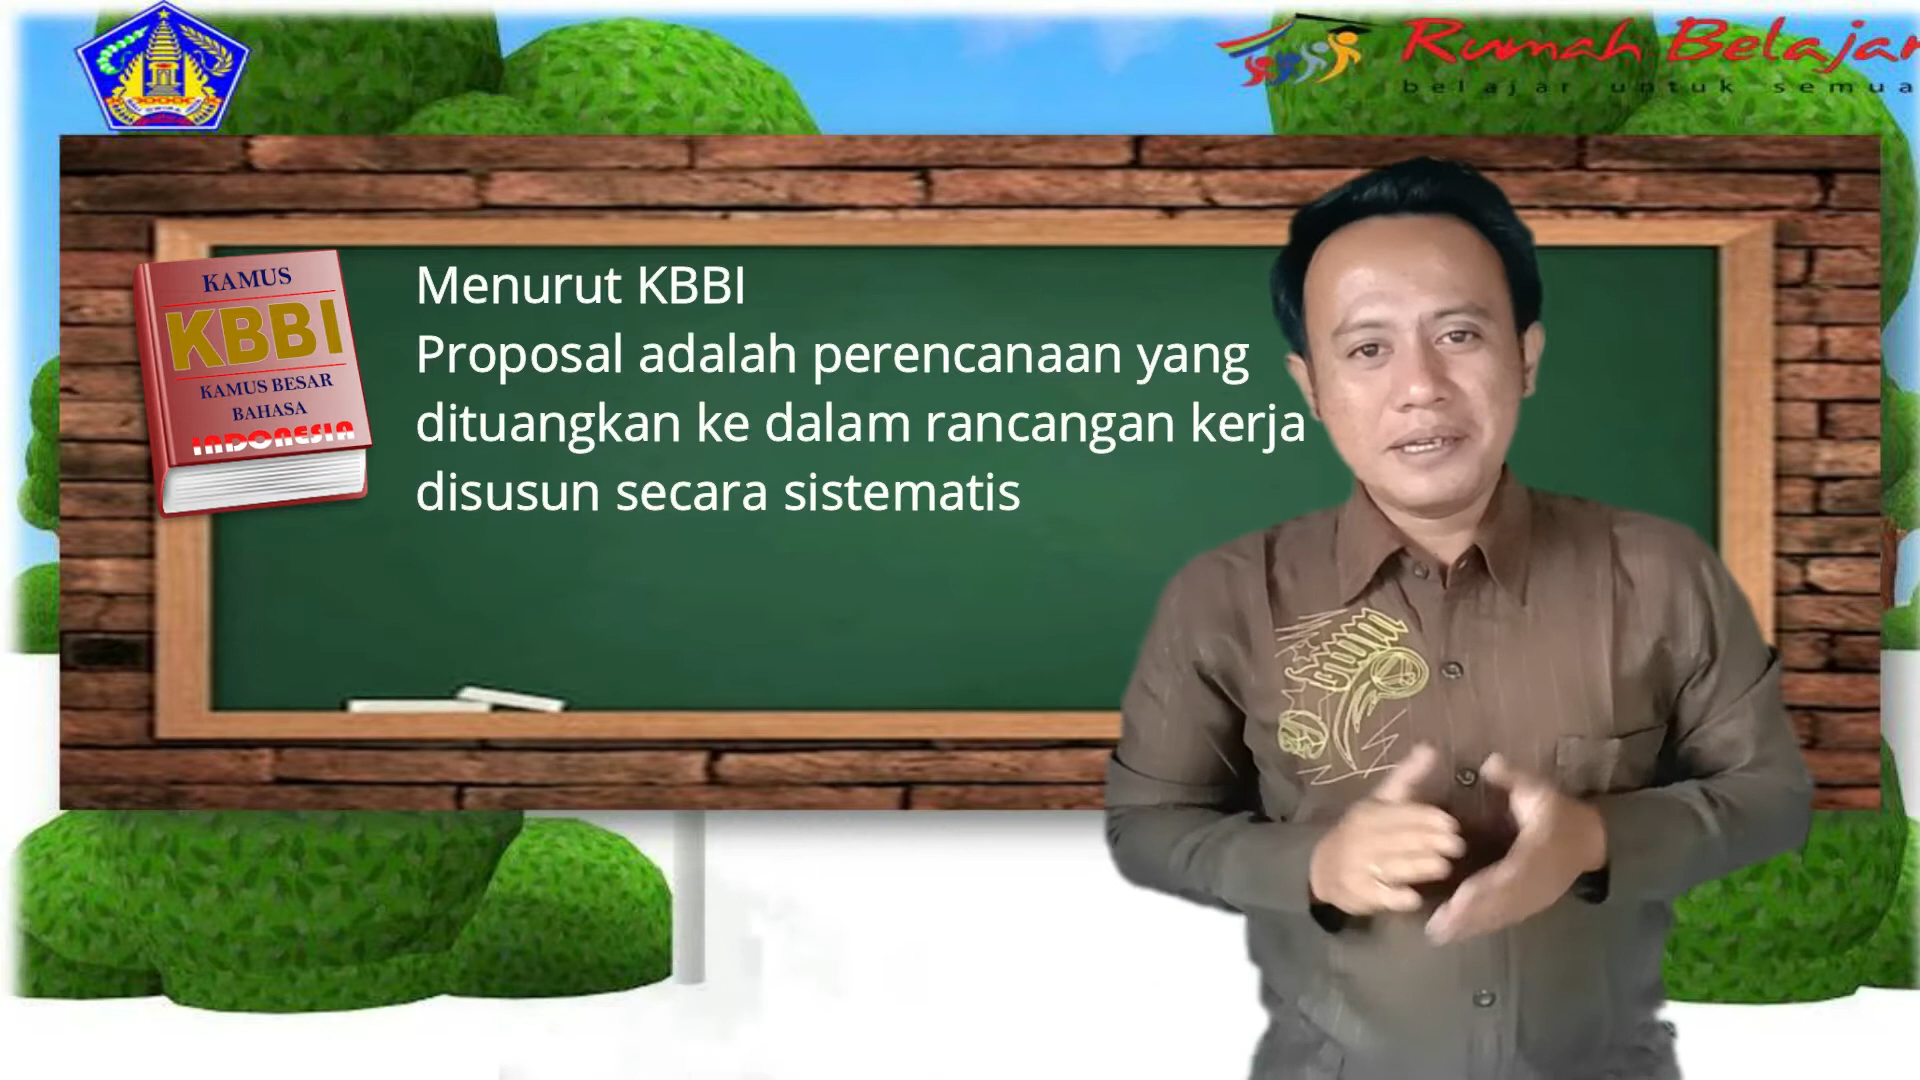 Rumah Belajar
belajar untuk semua
KAMUS
KBBI
KAMUS BESAR
BAHASA
INDONESIA
Menurut KBBI
Proposal adalah perencanaan yang
dituangkan ke dalam rancangan kerja
disusun secara sistematis